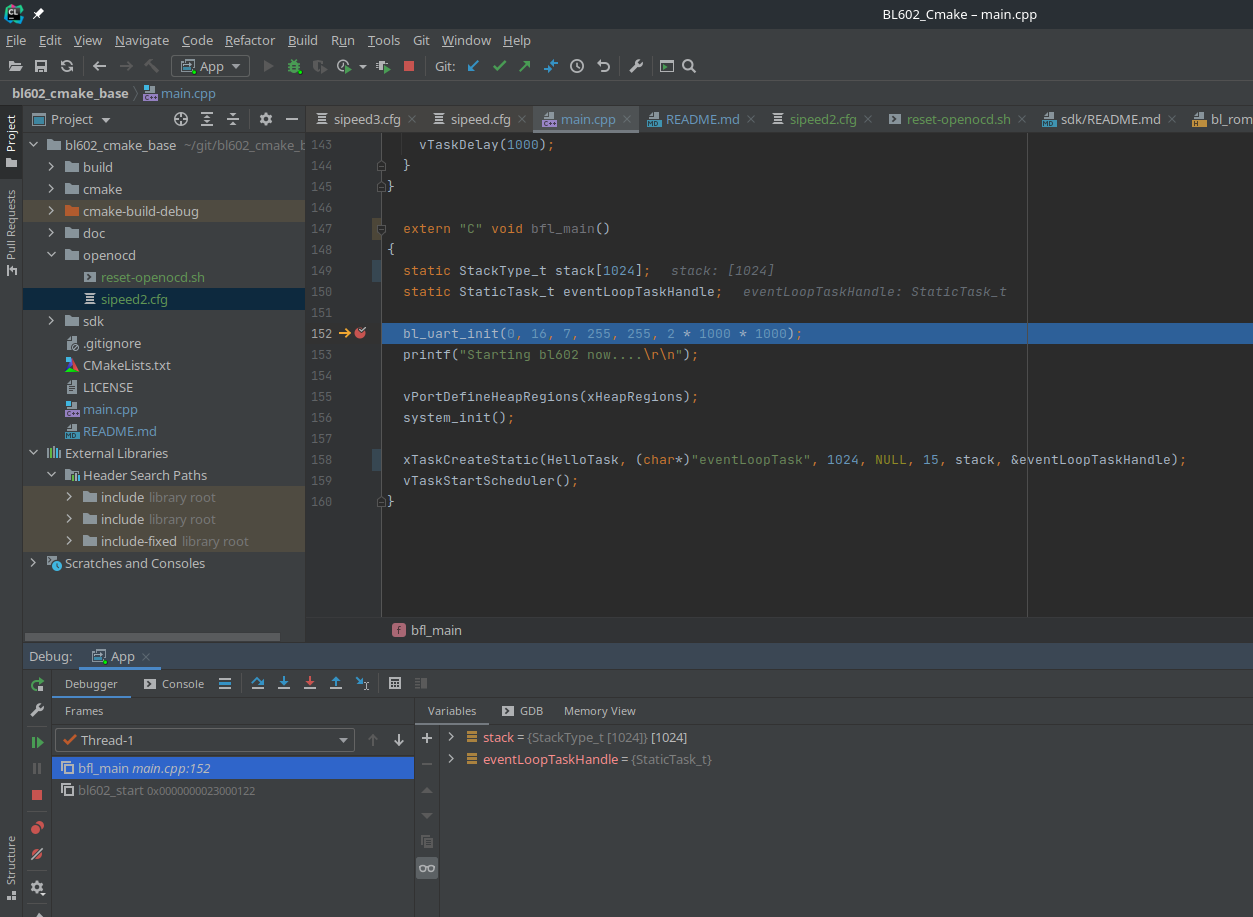 CL
BL602_Cmake – main.cpp
File Edit View Navigate Code Refactor Build Run Tools Git Window Help
App Git:
bl602_cmake_base main.cpp
Project
Pull Requests
Structure
Project
sipeed3.cfg sipeed.cfg main.cpp README.md sipeed2.cfg reset-openocd.sh sdk/README.md bl_rom
bl602_cmake_base ~/git/bl602_cmake_b
build
cmake
cmake-build-debug
doc
openocd
reset-openocd.sh
sipeed2.cfg
sdk
.gitignore
CMakeLists.txt
LICENSE
main.cpp
README.md
External Libraries
Header Search Paths
include library root
include library root
include-fixed library root
Scratches and Consoles
143 vTaskDelay(1000);
144 }
145 }
146
147 extern "C" void bfl_main()
148 {
149 static StackType_t stack[1024]; stack: [1024]
150 static StaticTask_t eventLoopTaskHandle; eventLoopTaskHandle: StaticTask_t
151
152 bl_uart_init(0, 16, 7, 255, 255, 2 * 1000 * 1000);
153 printf("Starting bl602 now....\r\n");
154
155 vPortDefineHeapRegions(xHeapRegions);
156 system_init();
157
158 xTaskCreateStatic(HelloTask, (char*)"eventLoopTask", 1024, NULL, 15, stack, &eventLoopTaskHandle);
159 vTaskStartScheduler();
160 }
f bfl_main
Debug: App
Debugger Console
Frames
Thread-1
bfl_main main.cpp:152
bl602_start 0x0000000023000122
Variables GDB Memory View
stack = {StackType_t [1024]} [1024]
eventLoopTaskHandle = {StaticTask_t}